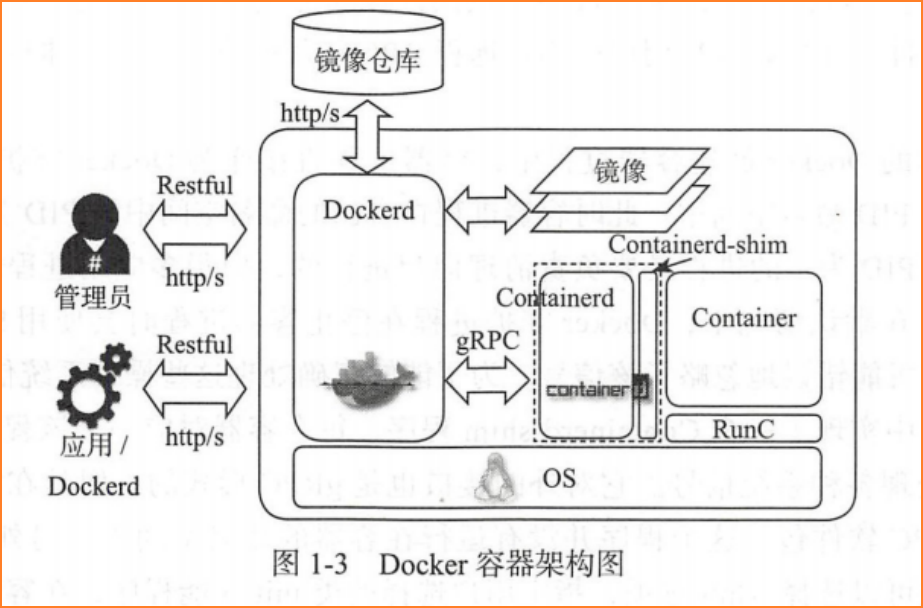 镜像仓库
http/s
Restful
http/s
管理员
#
Restful
http/s
应用 /
Dockerd
Dockerd
镜像
gRPC
Containerd-shim
Containerd
container
Container
RunC
OS
图 1-3 Docker 容器架构图